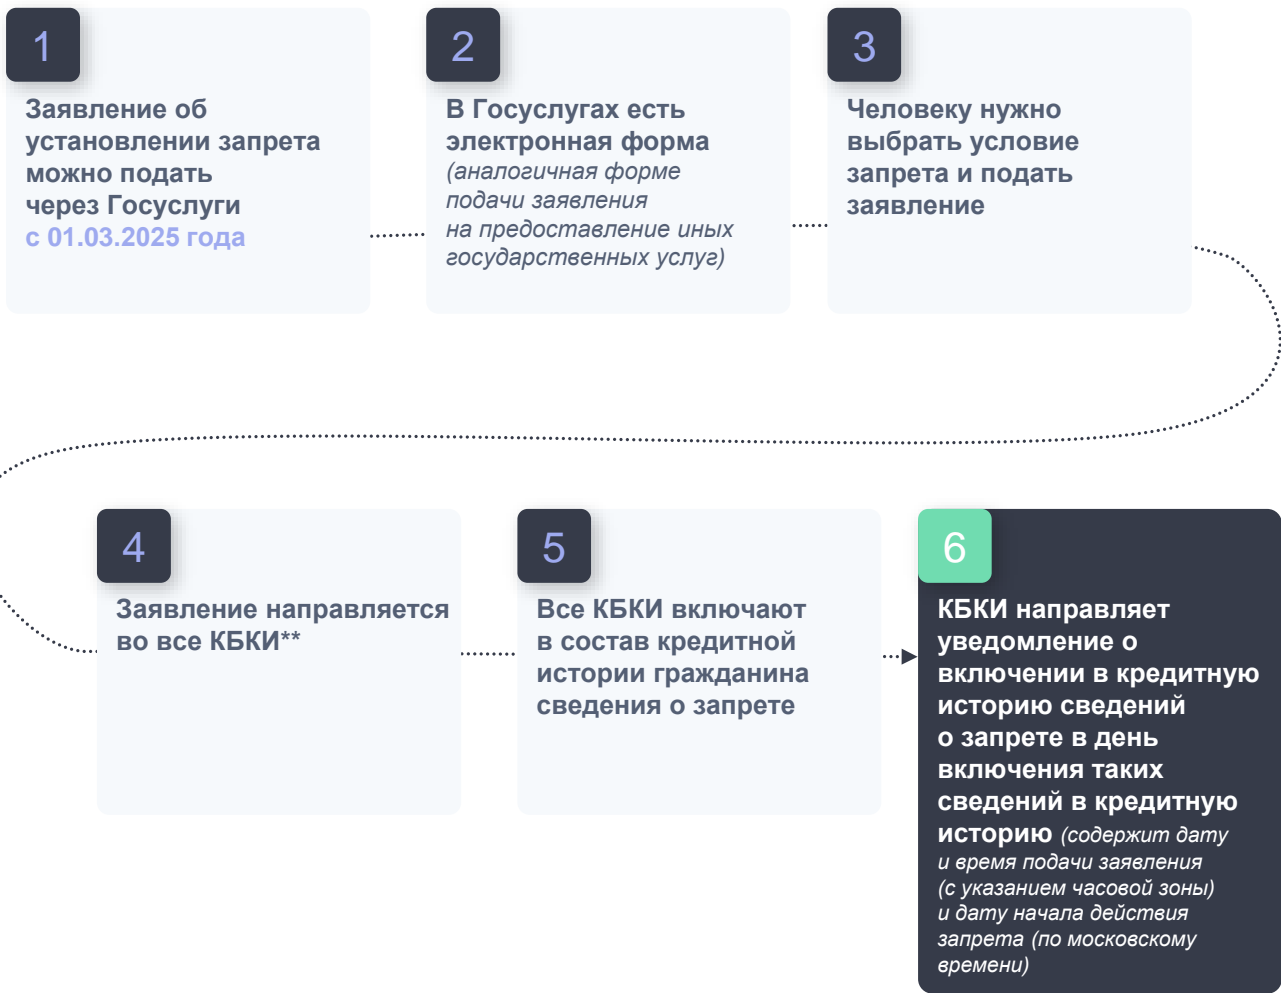 1
Заявление об
установлении запрета
можно подать
через Госуслуги
с 01.03.2025 года
2
В Госуслугах есть
электронная форма
(аналогичная форме
подачи заявления
на предоставление иных
государственных услуг)
3
Человеку нужно
выбрать условие
запрета и подать
заявление
4
Заявление направляется
во все КБКИ**
5
Все КБКИ включают
в состав кредитной
истории гражданина
сведения о запрете
6
КБКИ направляет
уведомление о
включении в кредитную
историю сведений
о запрете в день
включения таких
сведений в кредитную
историю (содержит дату
и время подачи заявления
(с указанием часовой зоны)
и дату начала действия
запрета (по московскому
времени)